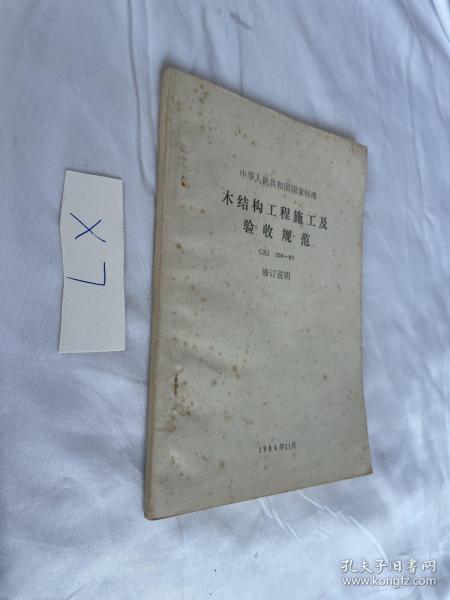 中华人民共和国国家标准
木结构工程施工及
验收规范
GBJ 206—83
修订说明
1984年11月
X7
孔夫子旧书网
www.kongfz.com